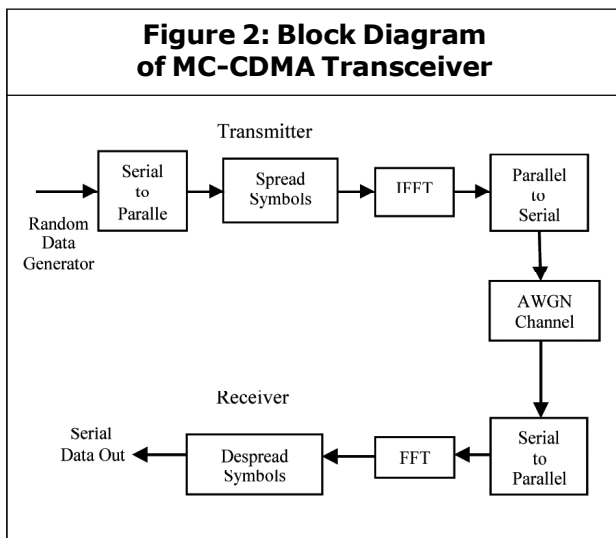 Figure 2: Block Diagram
of MC-CDMA Transceiver
Transmitter
Random
Data
Generator
Serial
to
Paralle
Spread
Symbols
IFFT
Parallel
to
Serial
AWGN
Channel
Receiver
Serial
Data Out
Despread
Symbols
FFT
Serial
to
Parallel